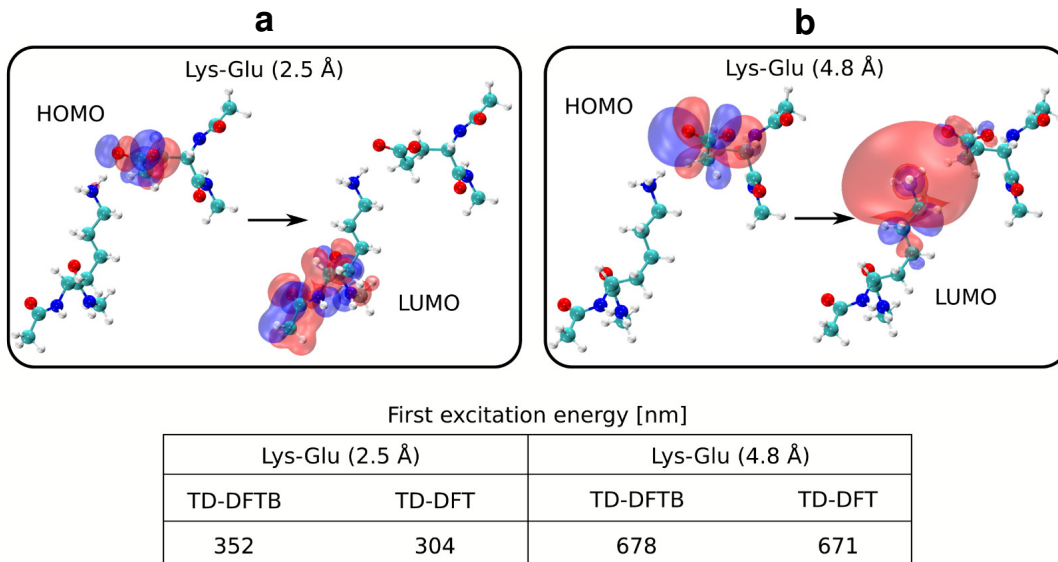 a
Lys-Glu (2.5 Å)
HOMO
LUMO
b
Lys-Glu (4.8 Å)
HOMO
LUMO
First excitation energy [nm]
Lys-Glu (2.5 Å) Lys-Glu (4.8 Å)
TD-DFTB TD-DFT TD-DFTB TD-DFT
352 304 678 671